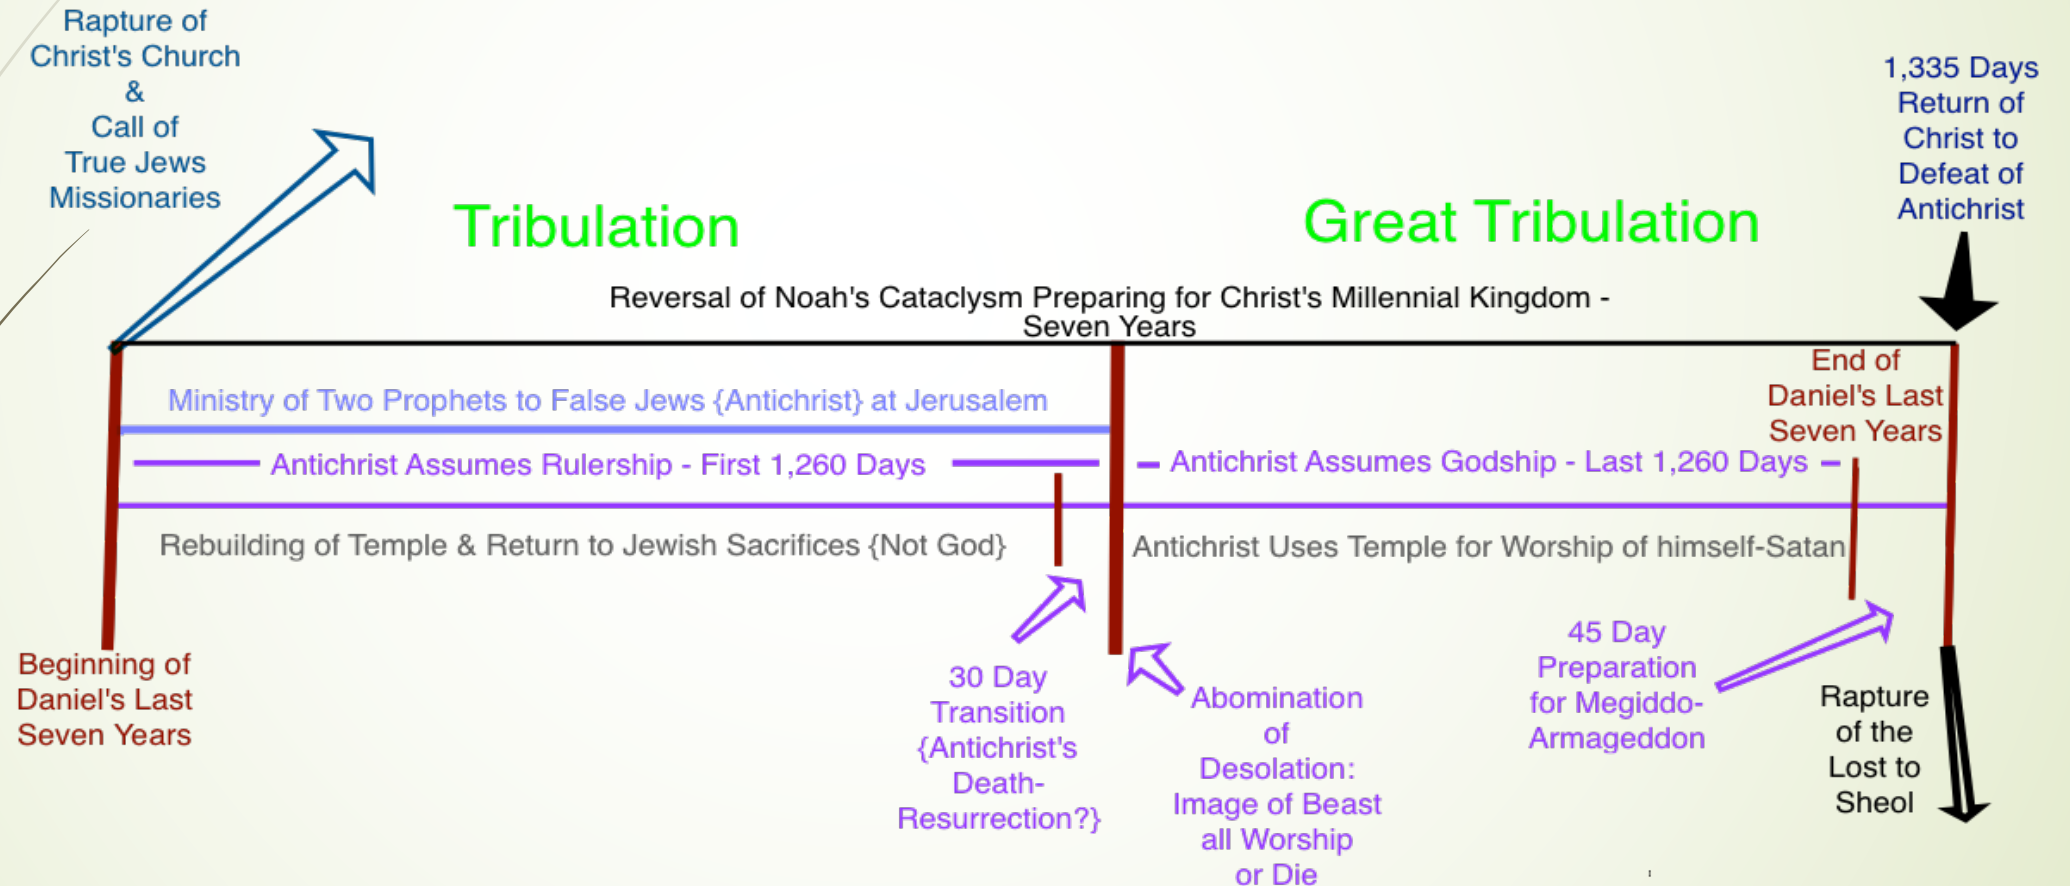 Rapture of
Christ's Church
&
Call of
True Jews
Missionaries
1,335 Days
Return of
Christ to
Defeat of
Antichrist
Tribulation
Great Tribulation
Reversal of Noah's Cataclysm Preparing for Christ's Millennial Kingdom -
Seven Years
End of
Daniel's Last
Seven Years
Ministry of Two Prophets to False Jews {Antichrist} at Jerusalem
Antichrist Assumes Rulership - First 1,260 Days
Antichrist Assumes Godship - Last 1,260 Days
Rebuilding of Temple & Return to Jewish Sacrifices {Not God}
Antichrist Uses Temple for Worship of himself-Satan
Beginning of
Daniel's Last
Seven Years
30 Day
Transition
{Antichrist's
Death-
Resurrection?}
Abomination
of
Desolation:
Image of Beast
all Worship
or Die
45 Day
Preparation
for Megiddo-
Armageddon
Rapture
of the
Lost to
Sheol